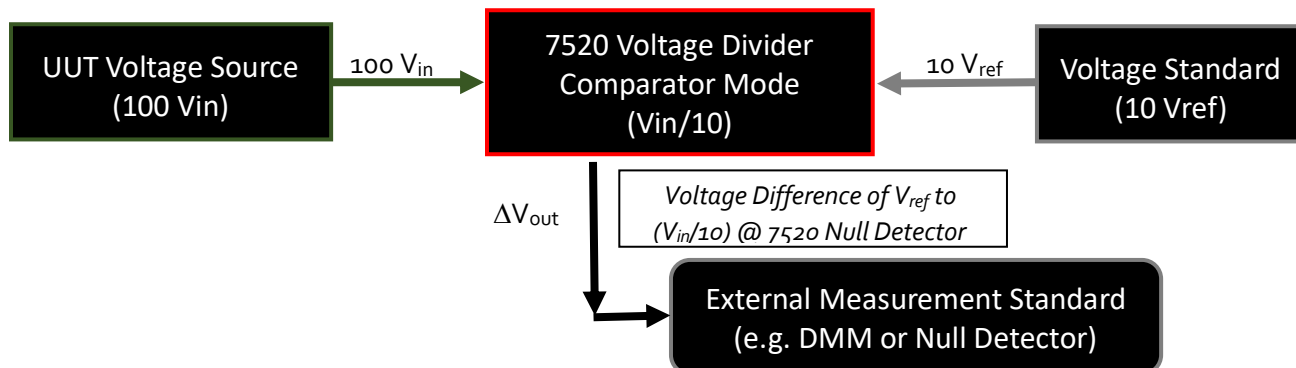 UUT Voltage Source
(100 Vin)
100 Vin
7520 Voltage Divider
Comparator Mode
(Vin/10)
10 Vref
Voltage Standard
(10 Vref)
ΔVout
Voltage Difference of Vref to
(Vin/10) @ 7520 Null Detector
External Measurement Standard
(e.g. DMM or Null Detector)